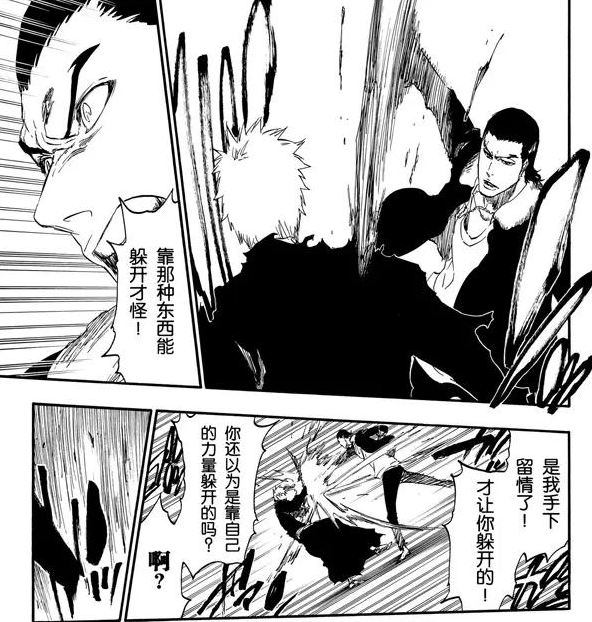 靠那种东西能
躲开才怪！
是我手下
留情了！
才让你躲开的！
你还以为是靠自己
的力量躲开的吗？
啊？